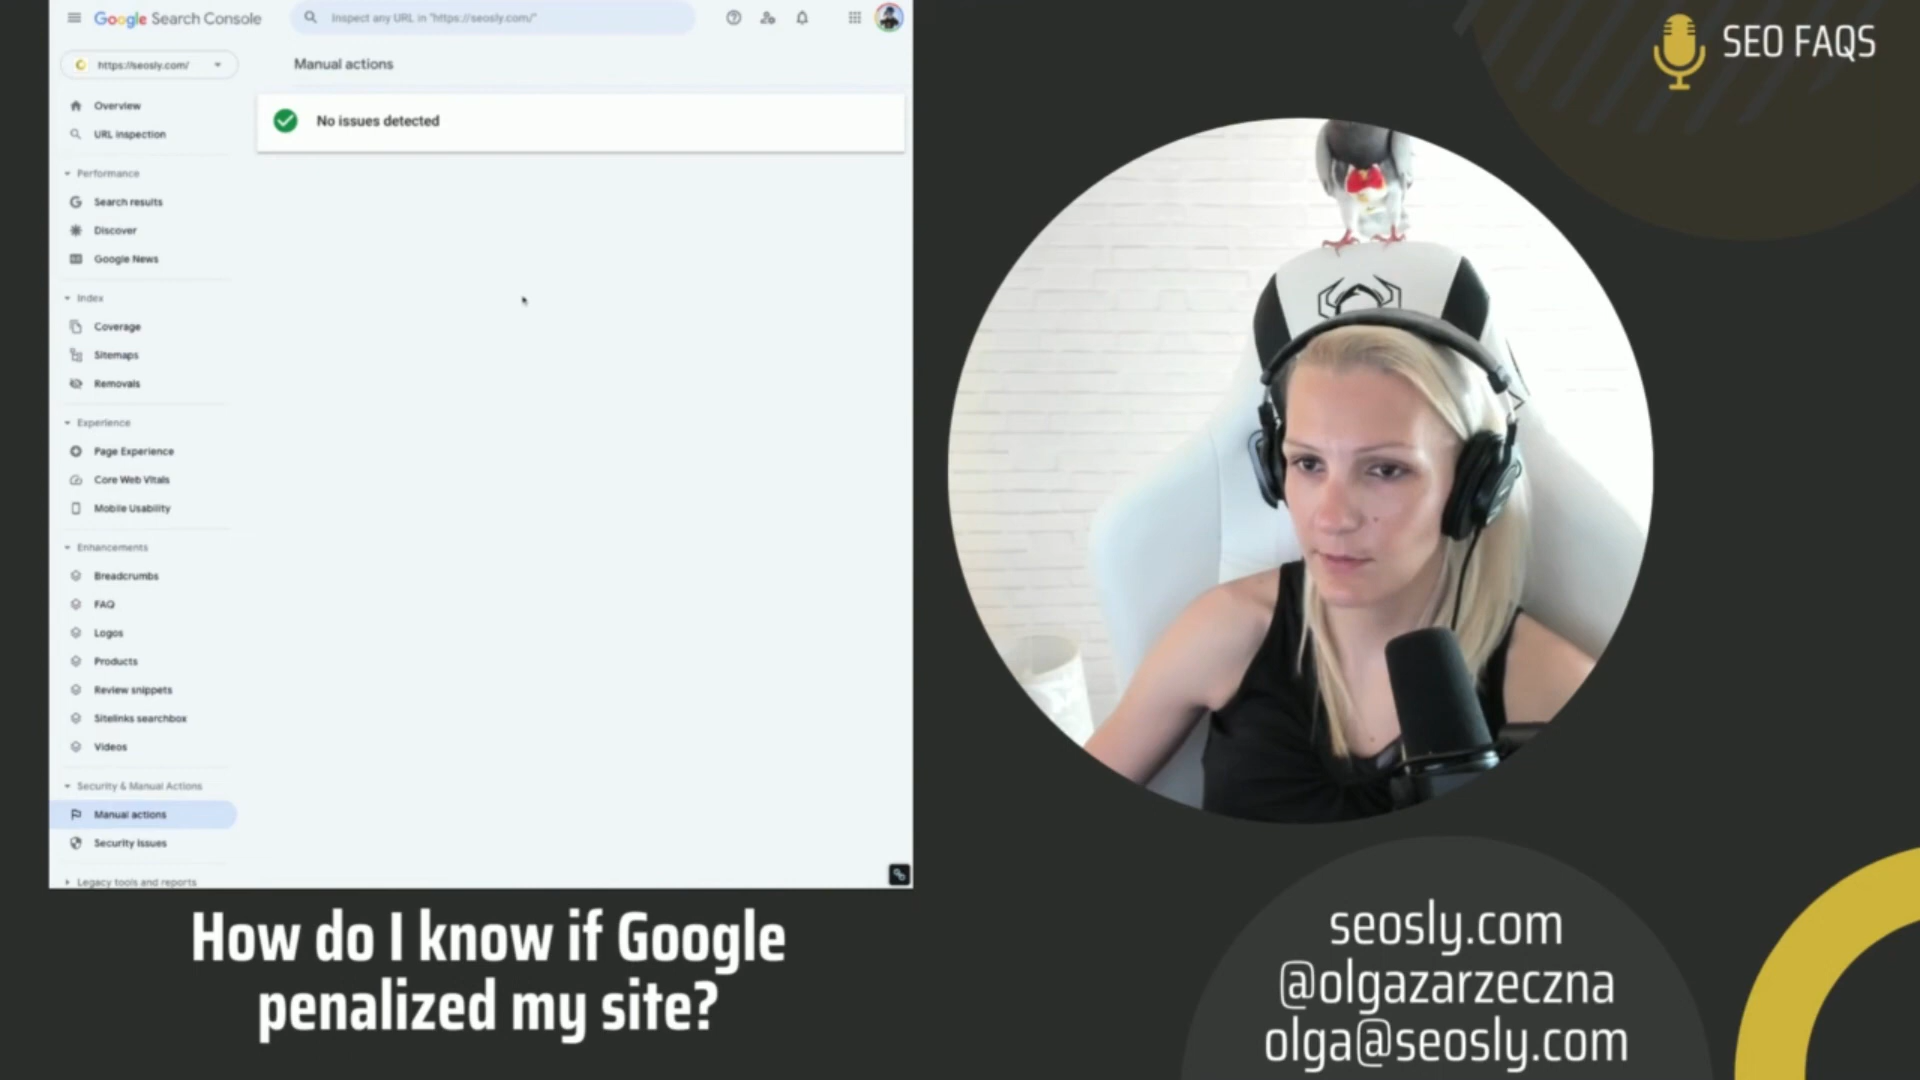 Google Search Console
Inspect any URL in "https://seosly.com/"
https://seosly.com/
Manual actions
Overview
No issues detected
URL inspection
Performance
Search results
Discover
Google News
Index
Coverage
Sitemaps
Removals
Experience
Page Experience
Core Web Vitals
Mobile Usability
Enhancements
Breadcrumbs
FAQ
Logos
Products
Review snippets
Sitelinks searchbox
Videos
Security & Manual Actions
Manual actions
Security issues
Legacy tools and reports
How do I know if Google
penalized my site?
SEO FAQS
seosly.com
@olgazarzeczna
olga@seosly.com